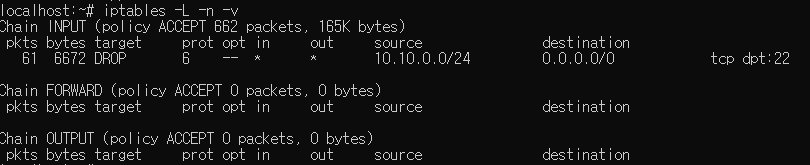 localhost:~# iptables -L -n -v
Chain INPUT (policy ACCEPT 662 packets, 165K bytes)
pkts bytes target prot opt in out source destination
61 6672 DROP 6 -- * * 10.10.0.0/24 0.0.0.0/0 tcp dpt:22
Chain FORWARD (policy ACCEPT 0 packets, 0 bytes)
pkts bytes target prot opt in out source destination
Chain OUTPUT (policy ACCEPT 0 packets, 0 bytes)
pkts bytes target prot opt in out source destination